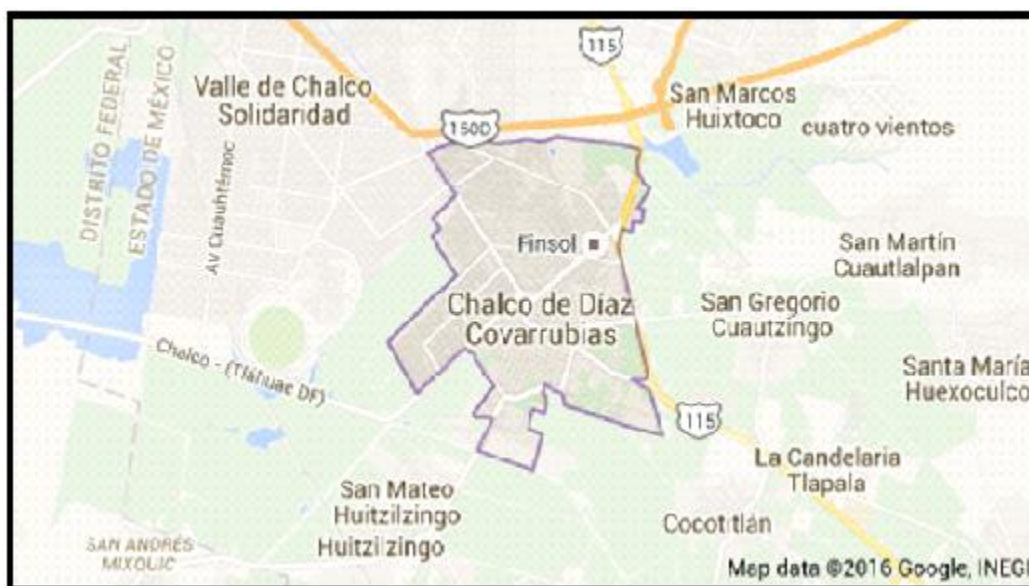 115
Valle de Chalco
Solidaridad
San Marcos
Huixtoco
cuatro vientos
150D
DISTRITO FEDERAL
ESTADO DE MÉXICO
AV Cuauhtémoc
Finsol
San Martín
Cuautlalpan
Chalco de Díaz
Covarrubias
San Gregorio
Cuautzingo
Chalco - (Tláhuac DF)
Santa María
Huexoculco
115
La Candelaria
Tlapala
San Mateo
Huitzilzingo
Huitzilzingo
Cocotitlán
SAN ANDRÉS
MIXQUIC
Map data ©2016 Google, INEGI